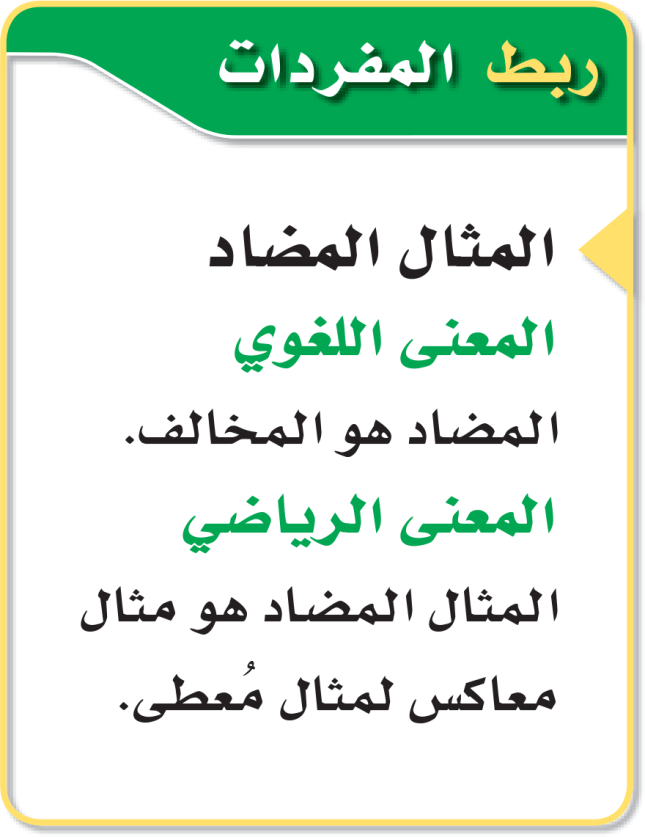 ربط المفردات
المثال المضاد
المعنى اللغوي
المضاد هو المخالف.
المعنى الرياضي
المثال المضاد هو مثال
معاكس لمثال مُعطى.